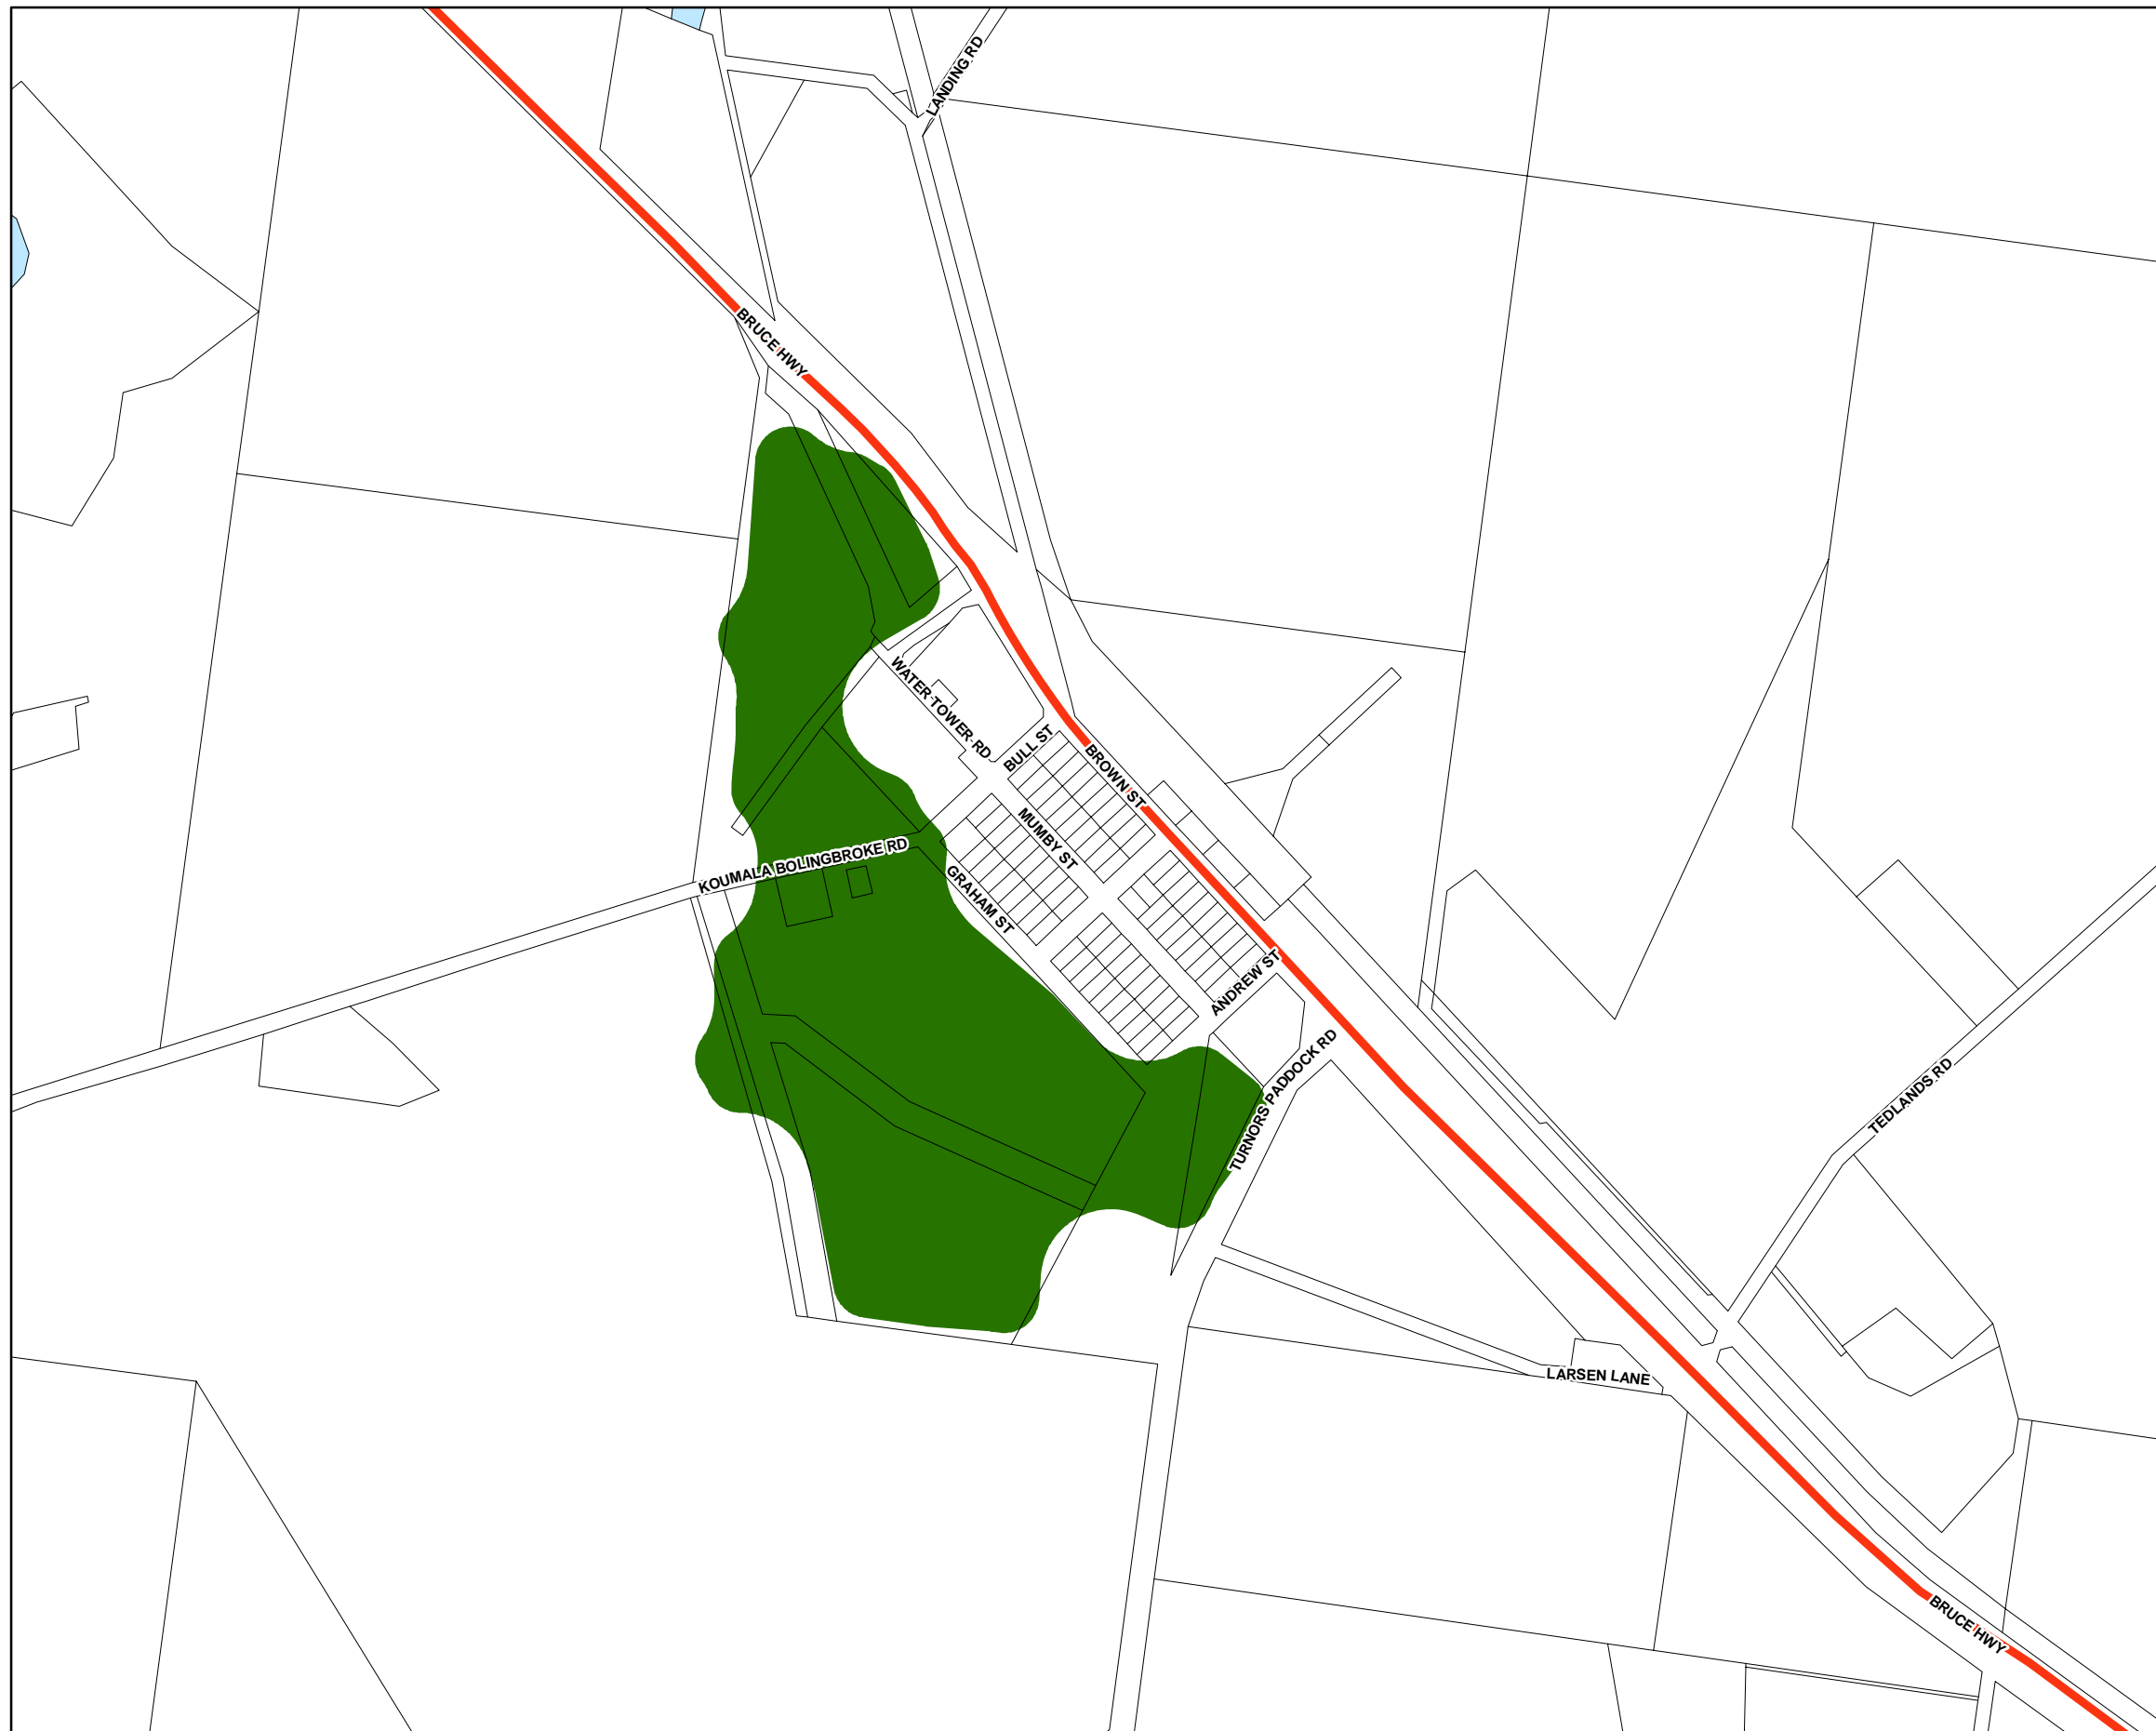 LANDING RD
BRUCE HWY
WATER TOWER RD
BULL ST
BROWN ST
MUMBY ST
KOUMALA BOLINGBROKE RD
GRAHAM ST
ANDREW ST
TURNORS PADDOCK RD
TEDLANDS RD
LARSEN LANE
BRUCE HWY